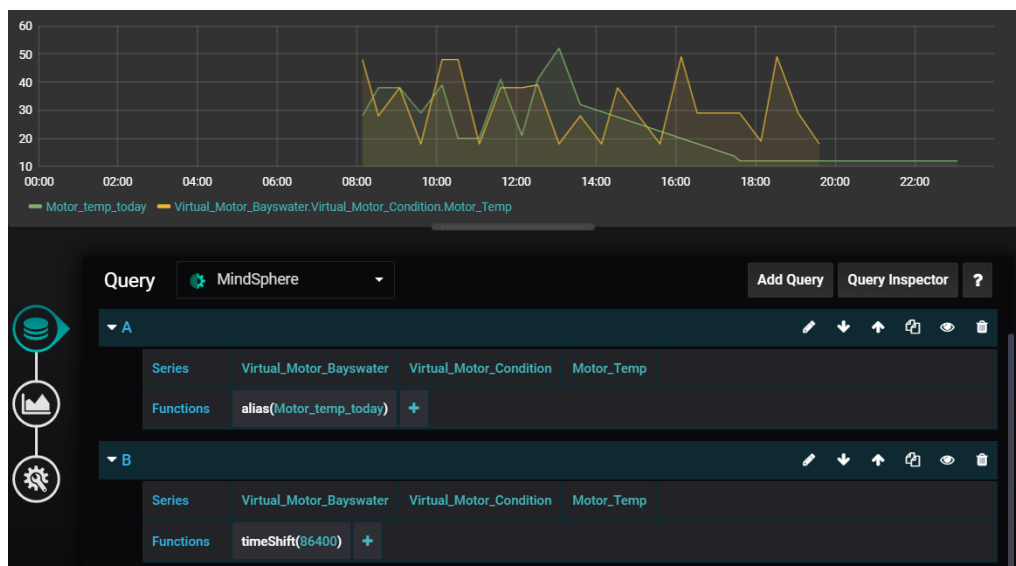 60
50
40
30
20
10
00:00 02:00 04:00 06:00 08:00 10:00 12:00 14:00 16:00 18:00 20:00 22:00
Motor_temp_today Virtual_Motor_Bayswater.Virtual_Motor_Condition.Motor_Temp
Query MindSphere Add Query Query Inspector ?
A
Series Virtual_Motor_Bayswater Virtual_Motor_Condition Motor_Temp
Functions alias(Motor_temp_today) +
B
Series Virtual_Motor_Bayswater Virtual_Motor_Condition Motor_Temp
Functions timeShift(86400) +